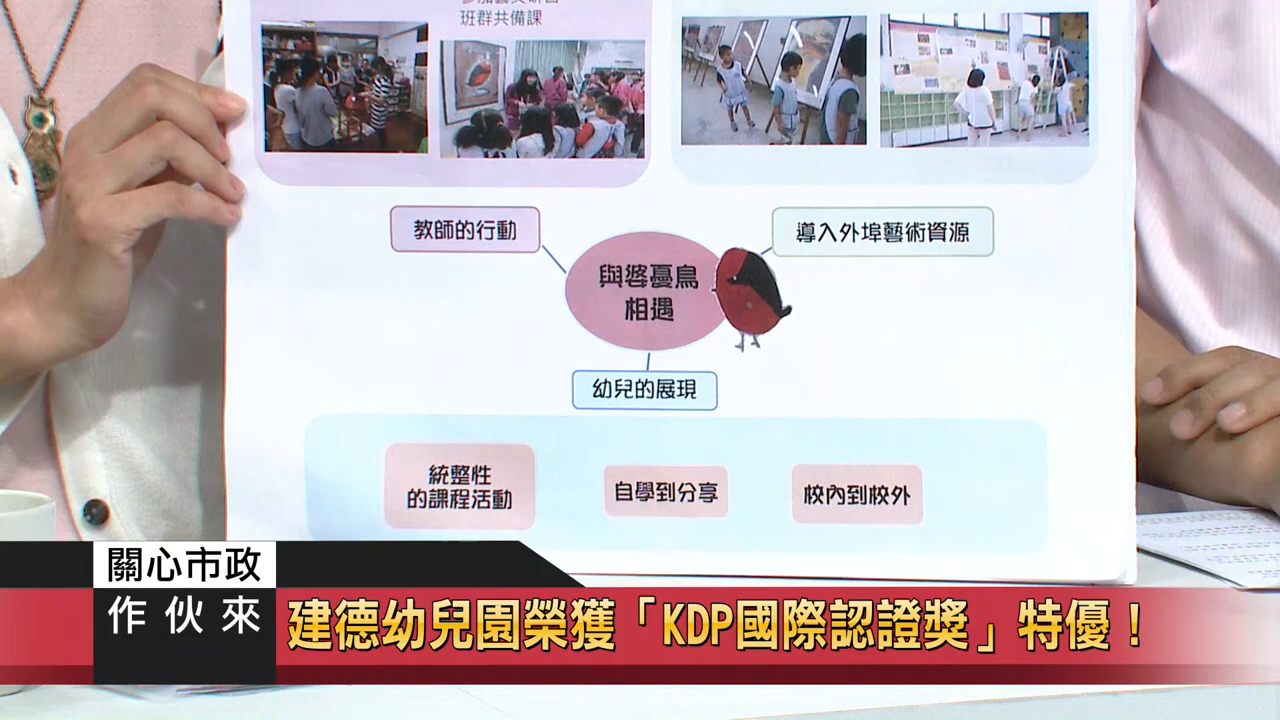 班群共備課
教師的行動
導入外埠藝術資源
與婆憂鳥
相遇
幼兒的展現
統整性
的課程活動
自學到分享
校內到校外
關心市政
作伙來
建德幼兒園榮獲「KDP國際認證獎」特優！